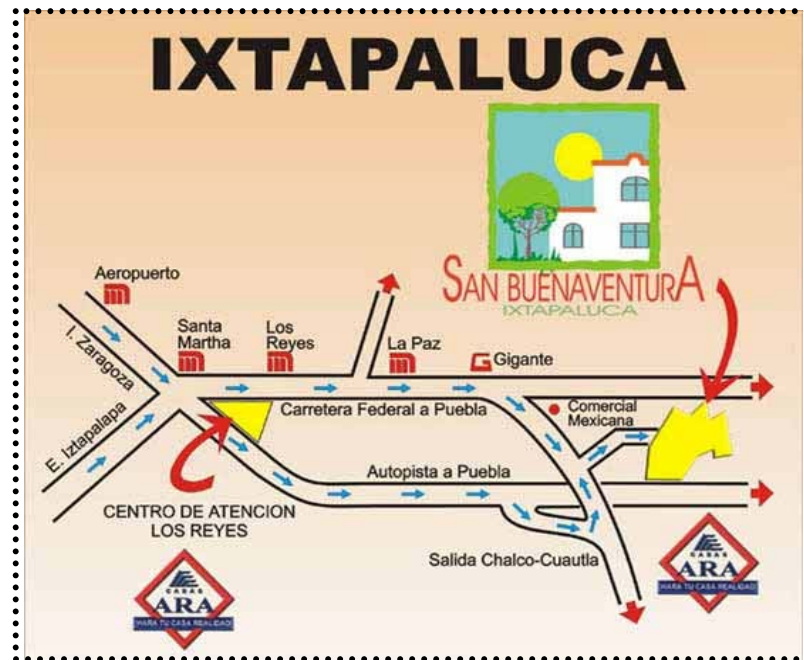 IXTAPALUCA
SAN BUENAVENTURA
IXTAPALUCA
Aeropuerto
I. Zaragoza
Santa
Martha
Los
Reyes
La Paz
G Gigante
Carretera Federal a Puebla
Comercial
Mexicana
E. Iztapalapa
Autopista a Puebla
CENTRO DE ATENCION
LOS REYES
Salida Chalco-Cuautla
CASAS
ARA
HARA TU CASA REALIDAD
CASAS
ARA
HARA TU CASA REALIDAD